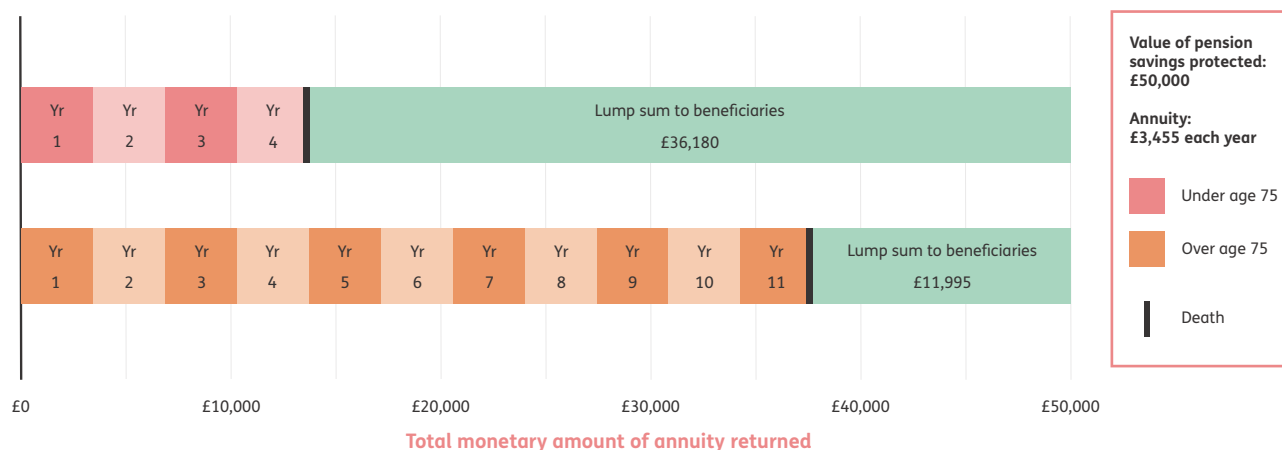 Yr Yr Yr Yr Lump sum to beneficiaries
1 2 3 4 £36,180
Yr Yr Yr Yr Yr Yr Yr Yr Yr Yr Yr Lump sum to beneficiaries
1 2 3 4 5 6 7 8 9 10 11 £11,995
£0 £10,000 £20,000 £30,000 £40,000 £50,000
Total monetary amount of annuity returned
Value of pension
savings protected:
£50,000
Annuity:
£3,455 each year
Under age 75
Over age 75
Death